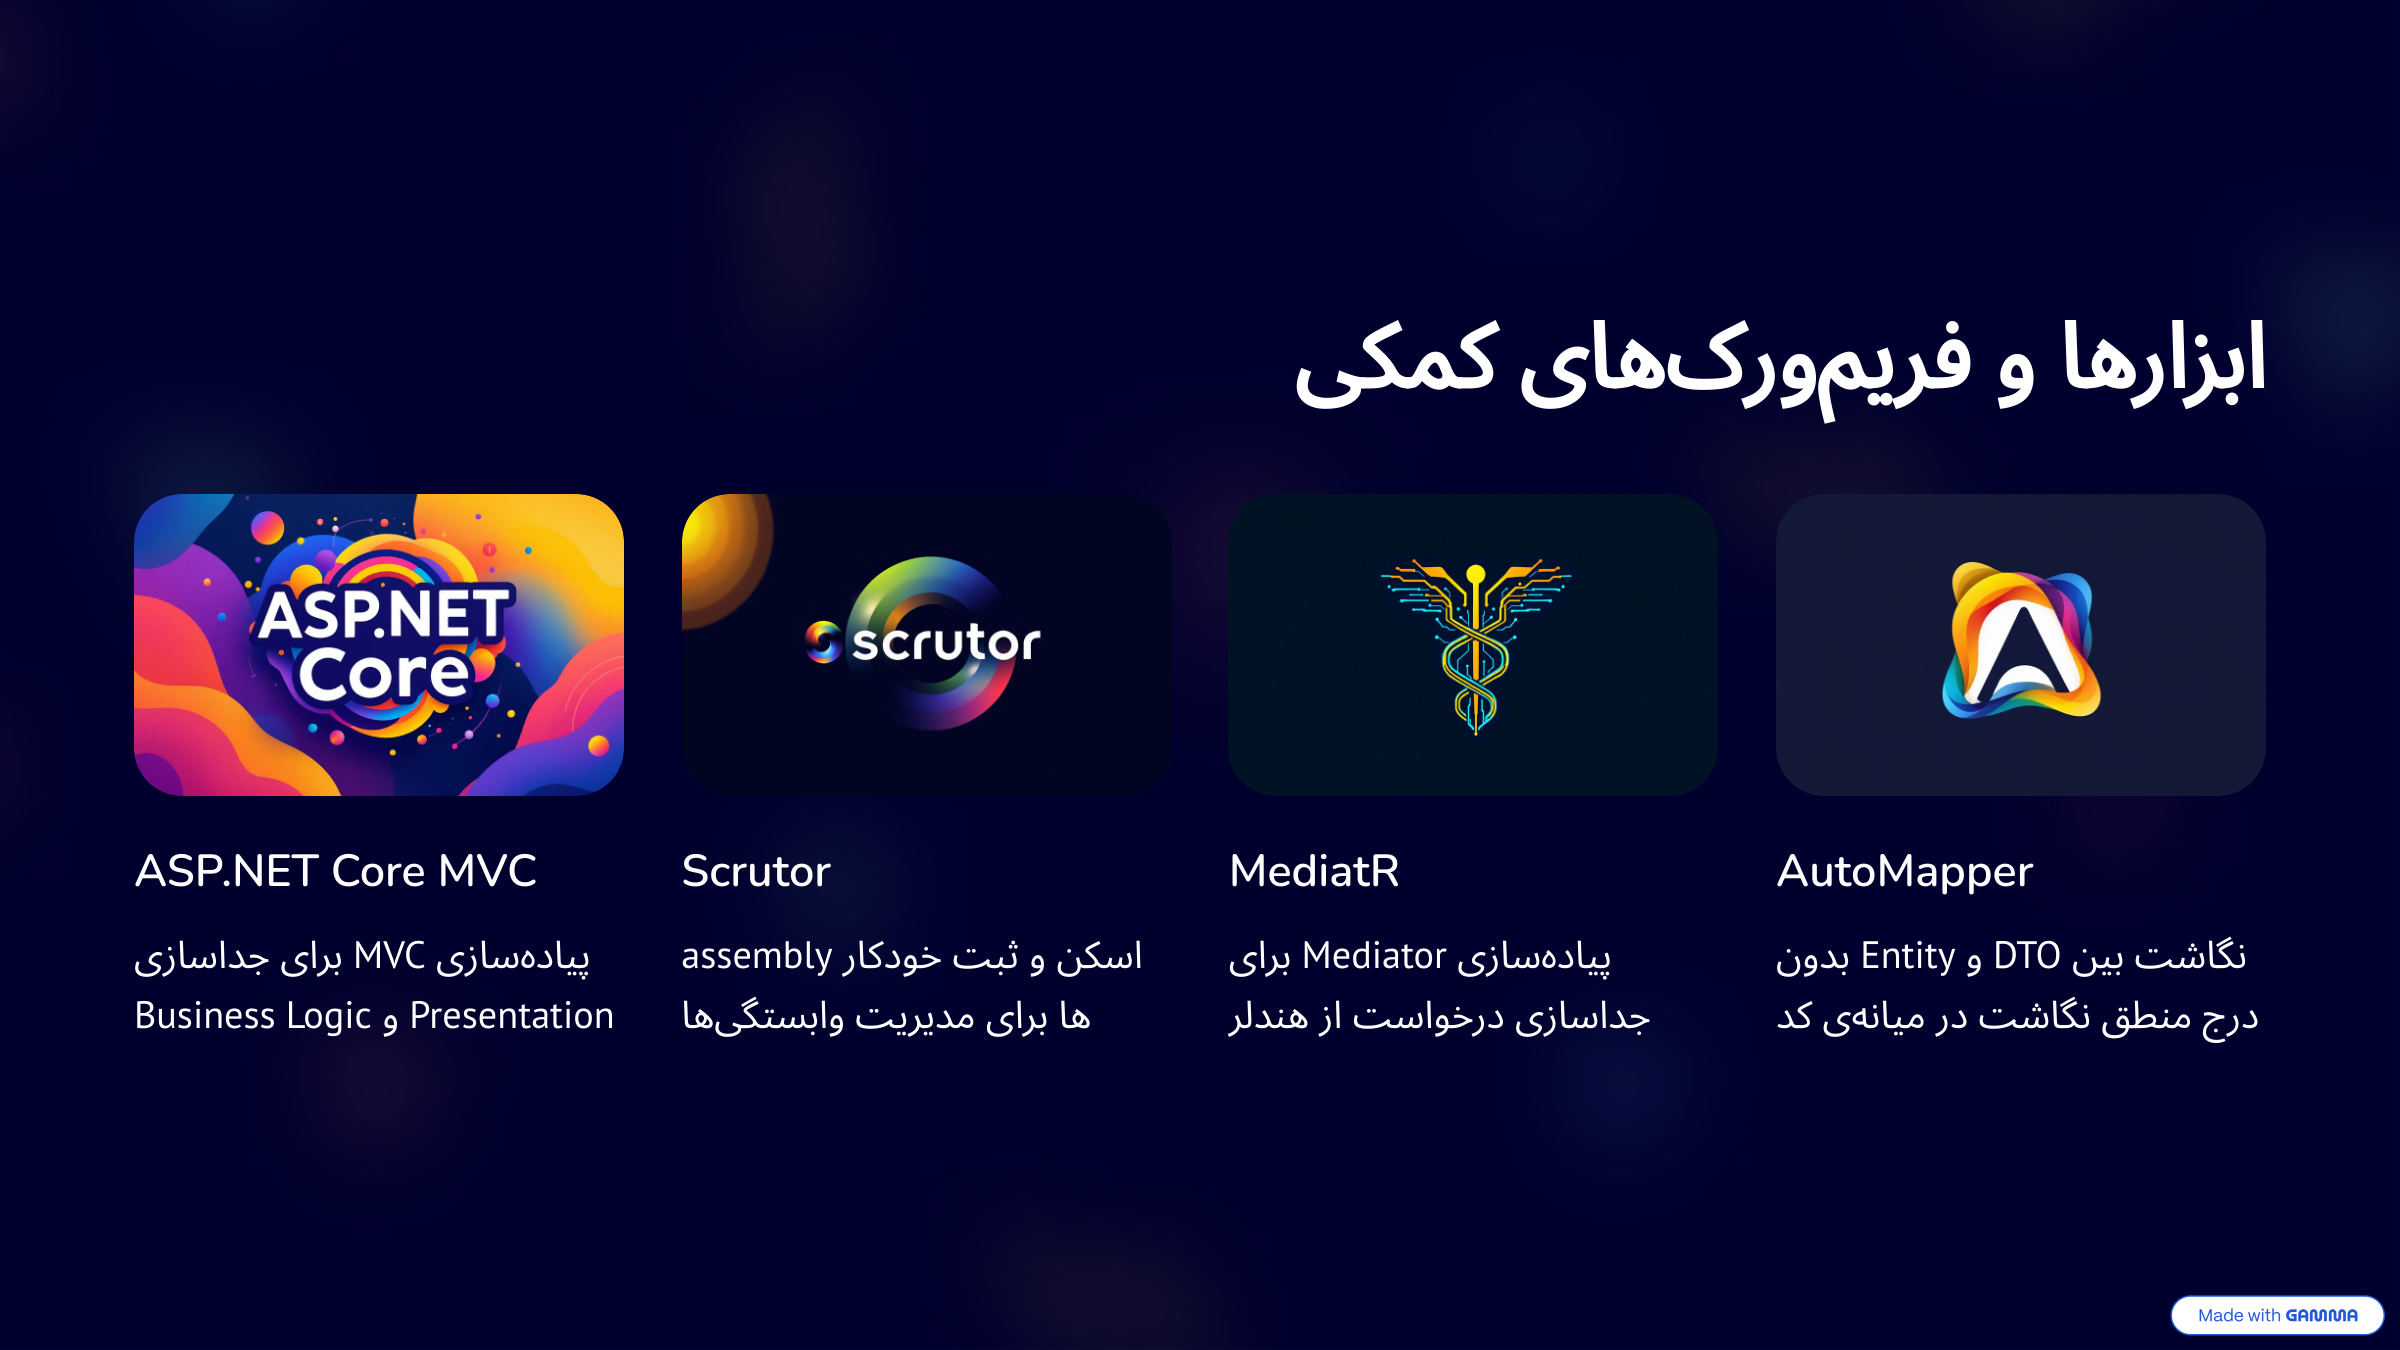 ابزارها و فریم‌ورک‌های کمکی
ASP.NET
Core
ASP.NET Core MVC
پیاده‌سازی MVC برای جداسازی
Presentation و Business Logic
scrutor
Scrutor
اسکن و ثبت خودکار assembly
ها برای مدیریت وابستگی‌ها
MediatR
پیاده‌سازی Mediator برای
جداسازی درخواست از هندلر
A
AutoMapper
نگاشت بین DTO و Entity بدون
درج منطق نگاشت در میانه‌ی کد
Made with GAMMA